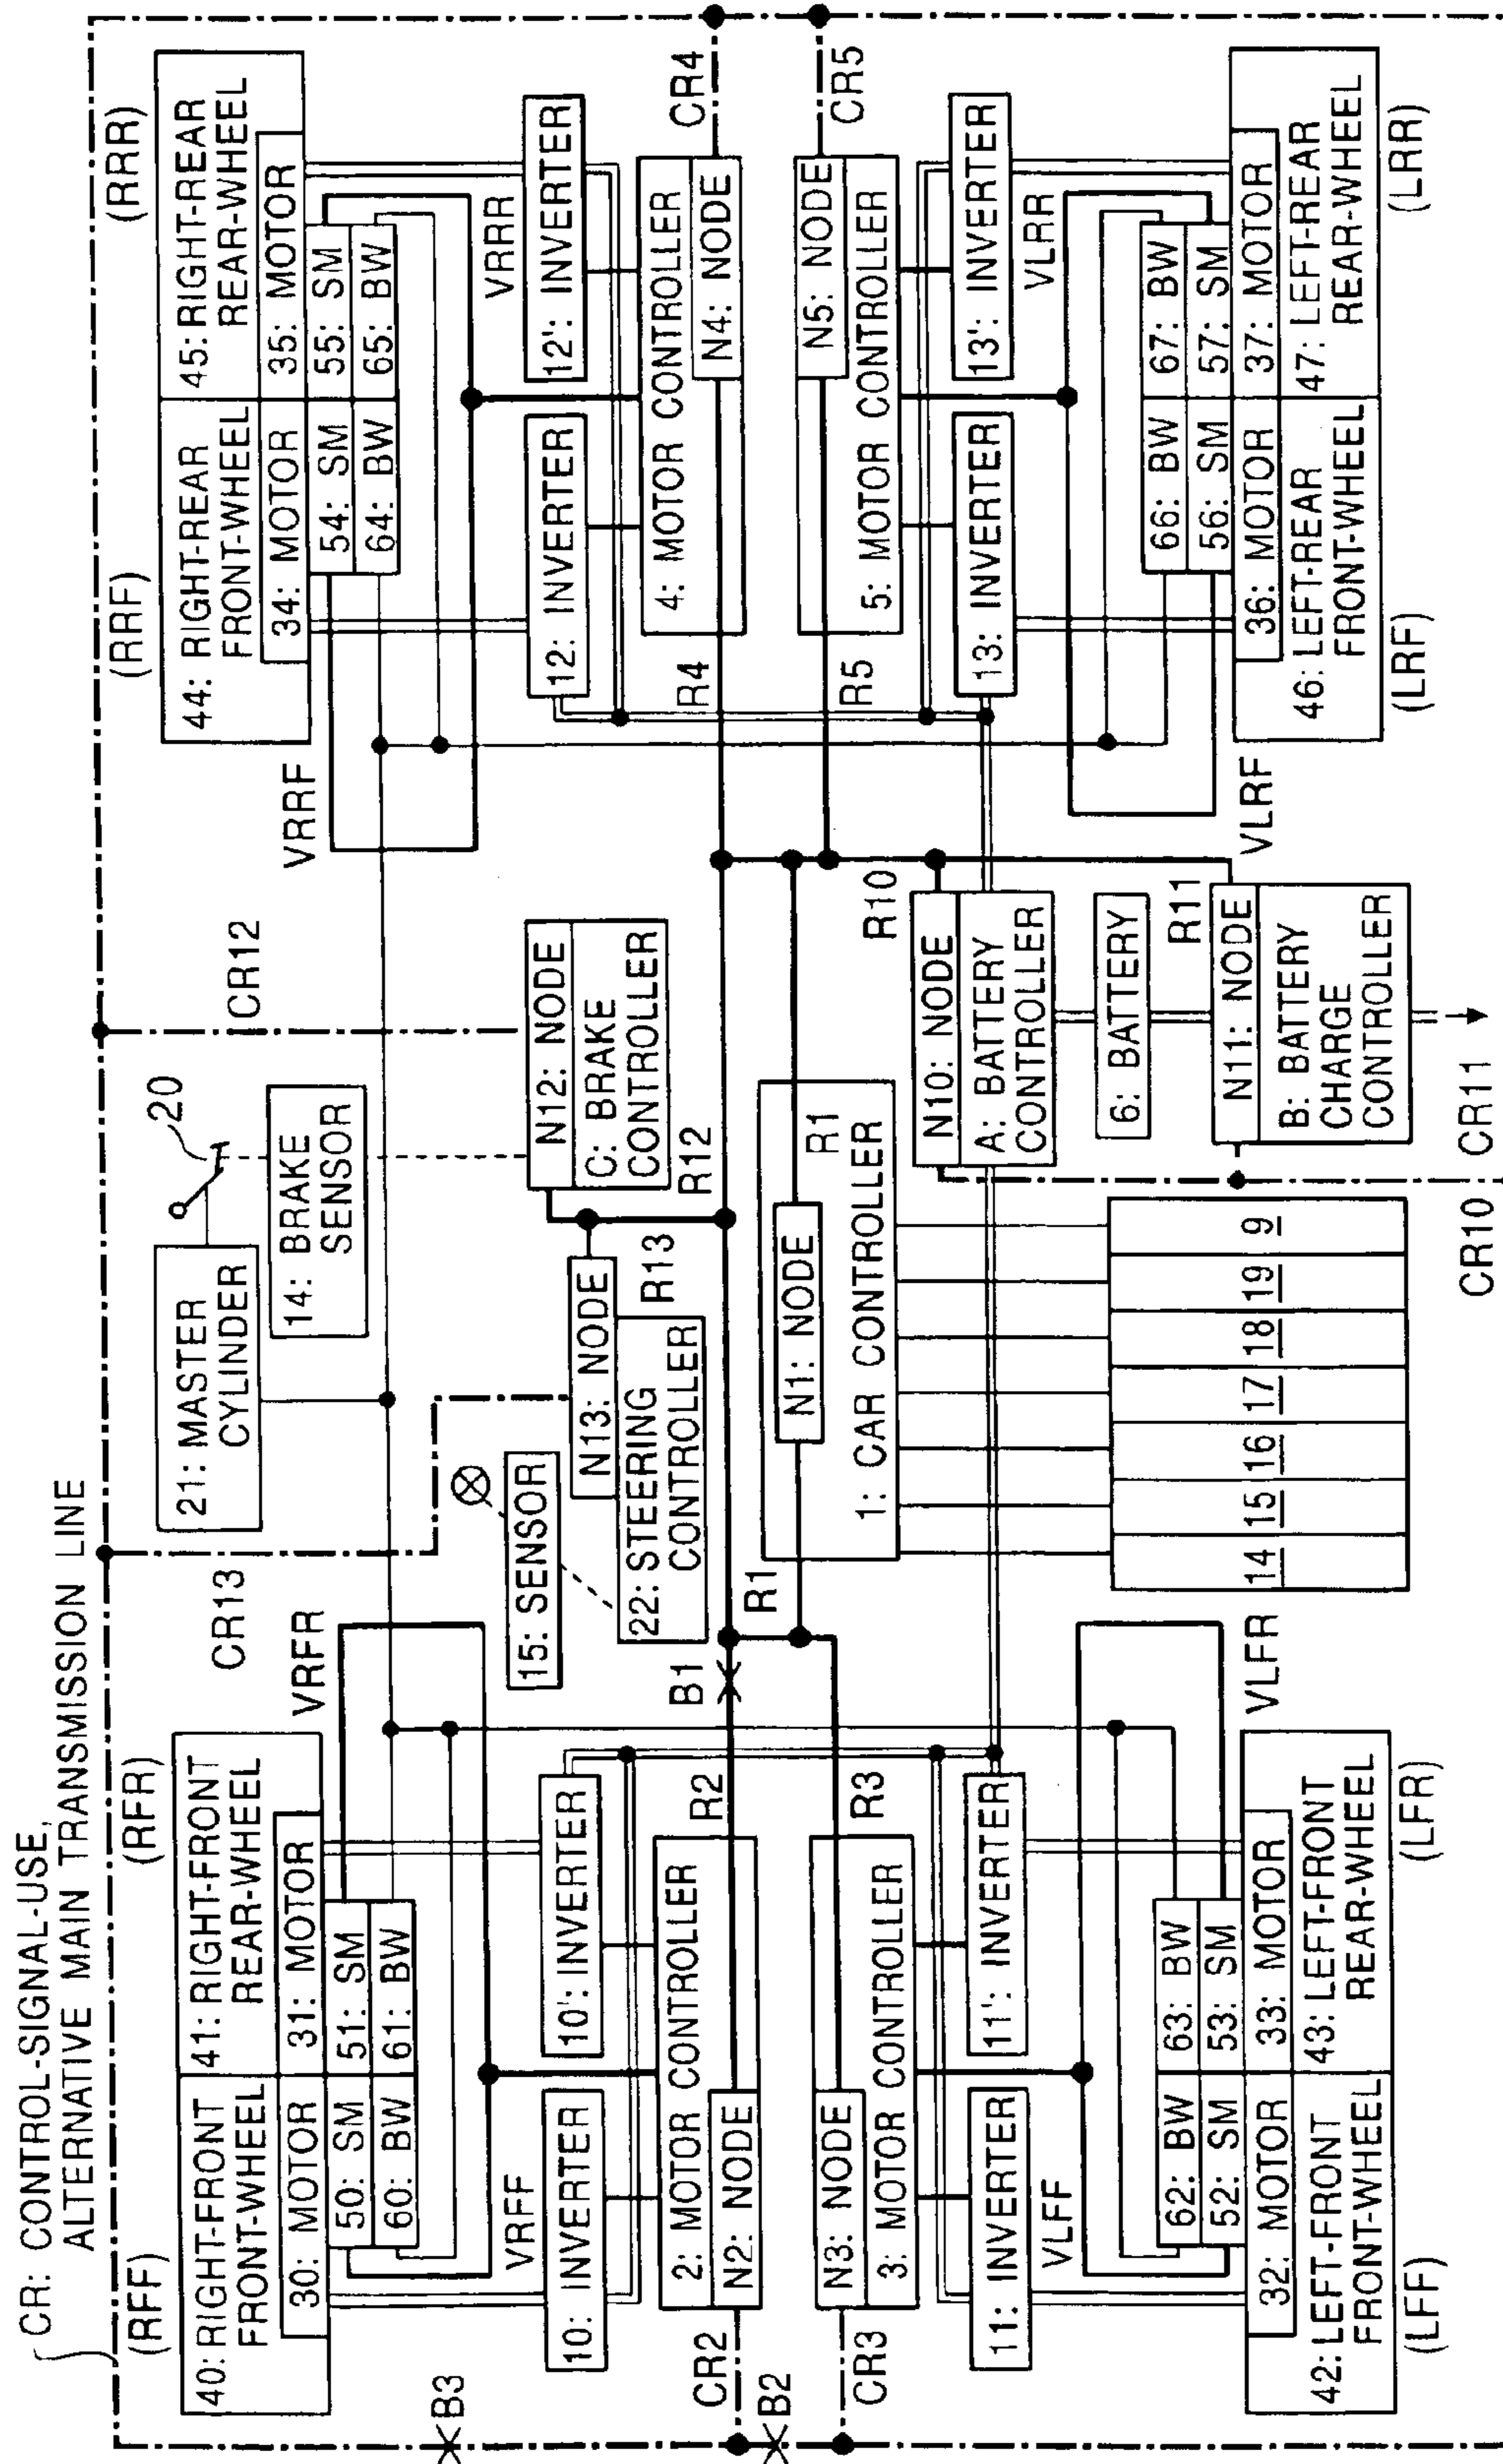 CR: CONTROL-SIGNAL-USE,
ALTERNATIVE MAIN TRANSMISSION LINE
(RFF)
(RFR)
40: RIGHT-FRONT
FRONT-WHEEL
41: RIGHT-FRONT
REAR-WHEEL
30: MOTOR
31: MOTOR
50: SM
51: SM
60: BW
61: BW
VRFF
VRFR
10: INVERTER
10': INVERTER
2: MOTOR CONTROLLER
N2: NODE
R2
CR2
B3
B2
B1
CR3
N3: NODE
3: MOTOR CONTROLLER
R3
11: INVERTER
11': INVERTER
VLFF
VLFR
62: BW
63: BW
52: SM
53: SM
32: MOTOR
33: MOTOR
42: LEFT-FRONT
FRONT-WHEEL
43: LEFT-FRONT
REAR-WHEEL
(LFF)
(LFR)
CR13
21: MASTER
CYLINDER
20
14: BRAKE
SENSOR
CR12
15: SENSOR
N13: NODE
22: STEERING
CONTROLLER
R13
N12: NODE
C: BRAKE
CONTROLLER
R12
R1
N1: NODE
R1
1: CAR CONTROLLER
14
15
16
17
18
19
9
N10: NODE
R10
A: BATTERY
CONTROLLER
6: BATTERY
R11
N11: NODE
B: BATTERY
CHARGE
CONTROLLER
CR10
CR11
(RRF)
(RRR)
44: RIGHT-REAR
FRONT-WHEEL
45: RIGHT-REAR
REAR-WHEEL
34: MOTOR
35: MOTOR
54: SM
55: SM
64: BW
65: BW
VRRF
VRRR
12: INVERTER
12': INVERTER
4: MOTOR CONTROLLER
N4: NODE
R4
CR4
CR5
N5: NODE
5: MOTOR CONTROLLER
R5
13: INVERTER
13': INVERTER
VLRF
VLRR
66: BW
67: BW
56: SM
57: SM
36: MOTOR
37: MOTOR
46: LEFT-REAR
FRONT-WHEEL
47: LEFT-REAR
REAR-WHEEL
(LRF)
(LRR)